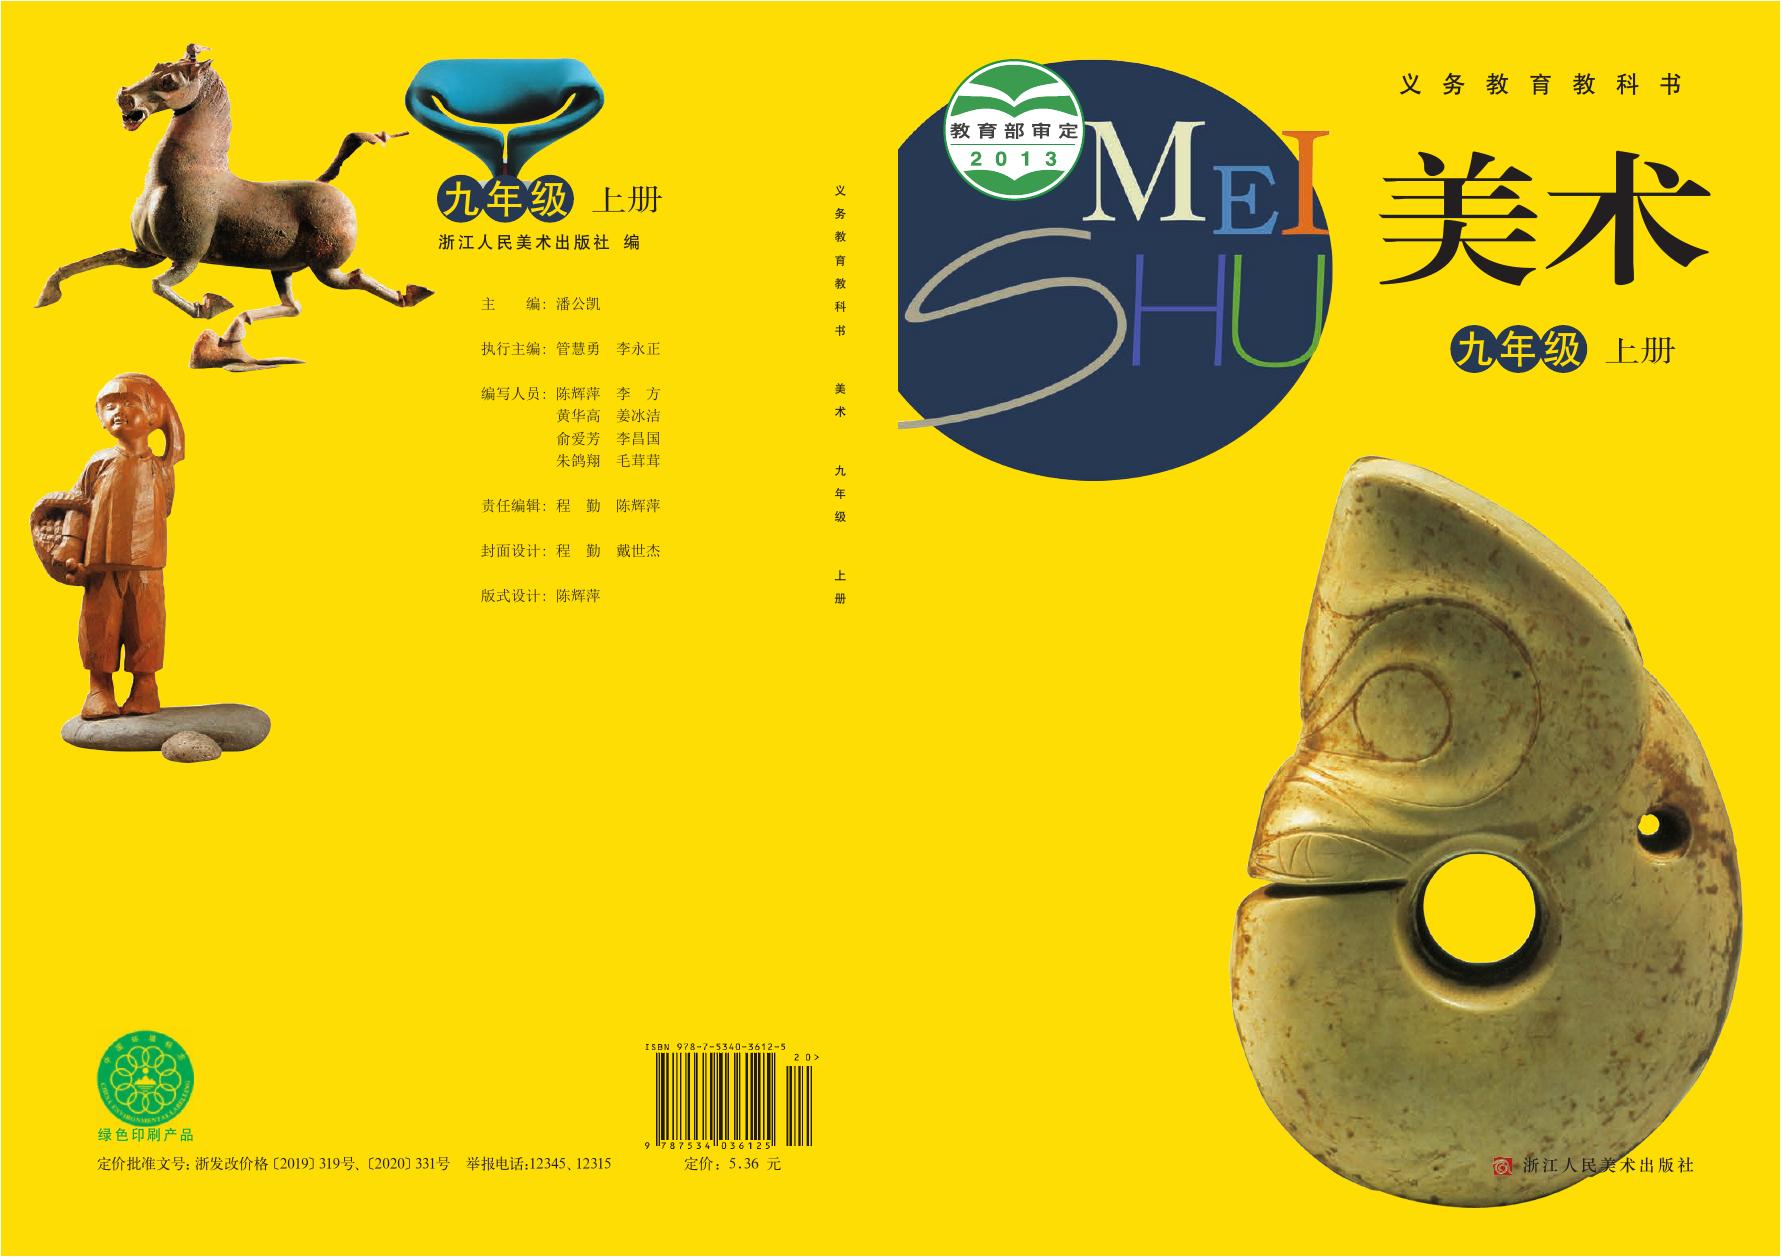 九年级 上册
浙江人民美术出版社 编
主　　编：潘公凯
执行主编：管慧勇　李永正
编写人员：陈辉萍　李　方
黄华高　姜冰洁
俞爱芳　李昌国
朱鸽翔　毛茸茸
责任编辑：程　勤　陈辉萍
封面设计：程　勤　戴世杰
版式设计：陈辉萍
中国环境标志
CHINA ENVIRONMENTAL LABELLING
绿色印刷产品
定价批准文号：浙发改价格〔2019〕319号、〔2020〕331号　举报电话:12345、12315
ISBN 978-7-5340-3612-5
20>
9 787534 036125
定价：5.36 元
义务教育教科书　美术　九年级　上册
教育部审定
2013
MEI
SHU
义务教育教科书
美术
九年级 上册
浙江人民美术出版社